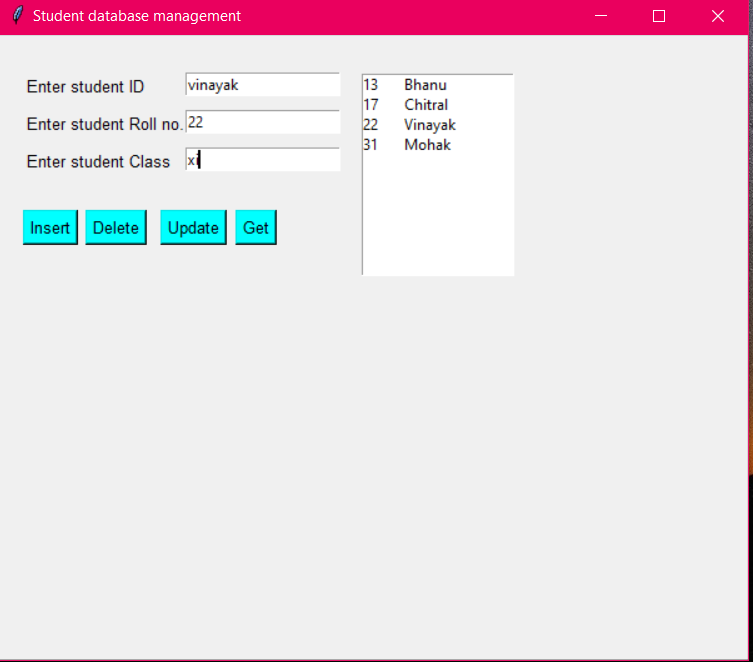 Student database management
Enter student ID vinayak
Enter student Roll no. 22
Enter student Class xi
Insert Delete Update Get
13 Bhanu
17 Chitral
22 Vinayak
31 Mohak